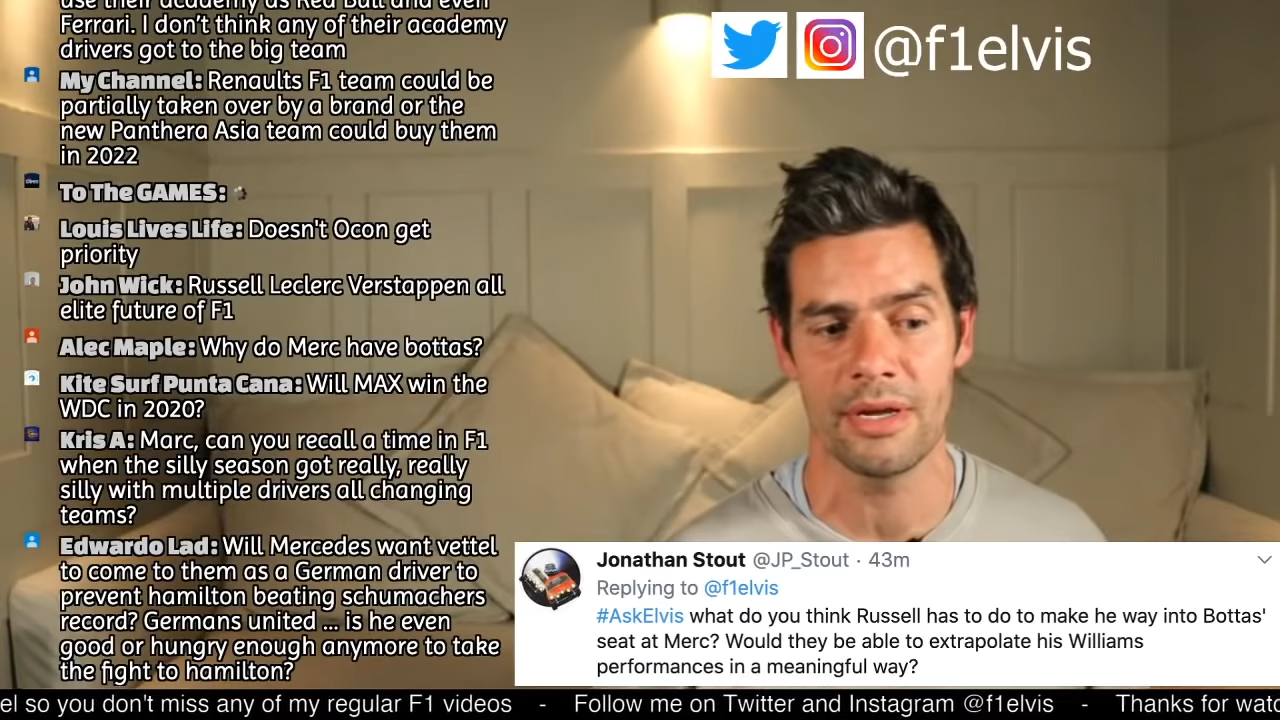 use their academy as Red Bull and even
Ferrari. I don't think any of their academy
drivers got to the big team
My Channel: Renaults F1 team could be
partially taken over by a brand or the
new Panthera Asia team could buy them
in 2022
To The GAMES:
Louis Lives Life: Doesn't Ocon get
priority
John Wick: Russell Leclerc Verstappen all
elite future of F1
Alec Maple: Why do Merc have bottas?
Kite Surf Punta Cana: Will MAX win the
WDC in 2020?
Kris A: Marc, can you recall a time in F1
when the silly season got really, really
silly with multiple drivers all changing
teams?
Edwardo Lad: Will Mercedes want vettel
to come to them as a German driver to
prevent hamilton beating schumachers
record? Germans united ... is he even
good or hungry enough anymore to take
the fight to hamilton?
@f1elvis
Jonathan Stout @JP_Stout · 43m
Replying to @f1elvis
#AskElvis what do you think Russell has to do to make he way into Bottas'
seat at Merc? Would they be able to extrapolate his Williams
performances in a meaningful way?
el so you don't miss any of my regular F1 videos - Follow me on Twitter and Instagram @f1elvis - Thanks for watc